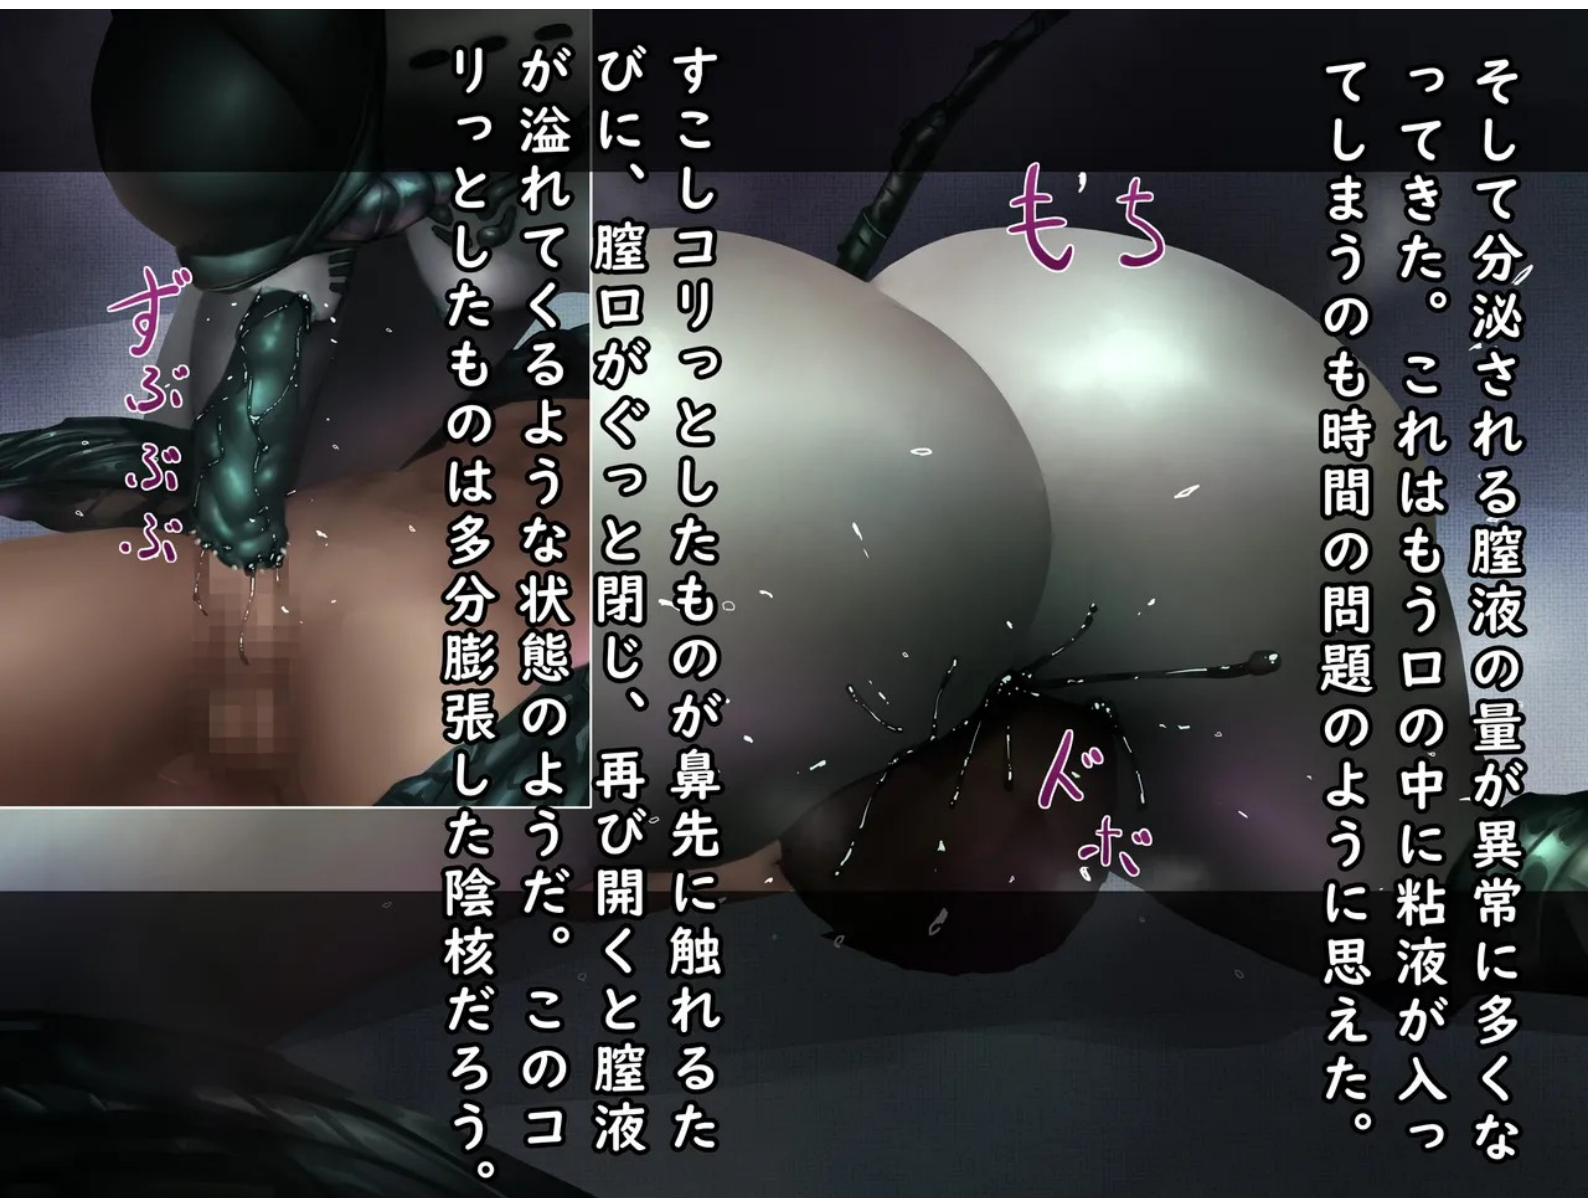 そして分泌される膣液の量が異常に多くな
ってきた。これはもう口の中に粘液が入っ
てしまうのも時間の問題のように思えた。
すこしコリっとしたものが鼻先に触れるた
びに、膣口がぐっと閉じ、再び開くと膣液
が溢れてくるような状態のようだ。このコ
リっとしたものは多分膨張した陰核だろう。
も'ち
ドボ
ずぶぶぶ